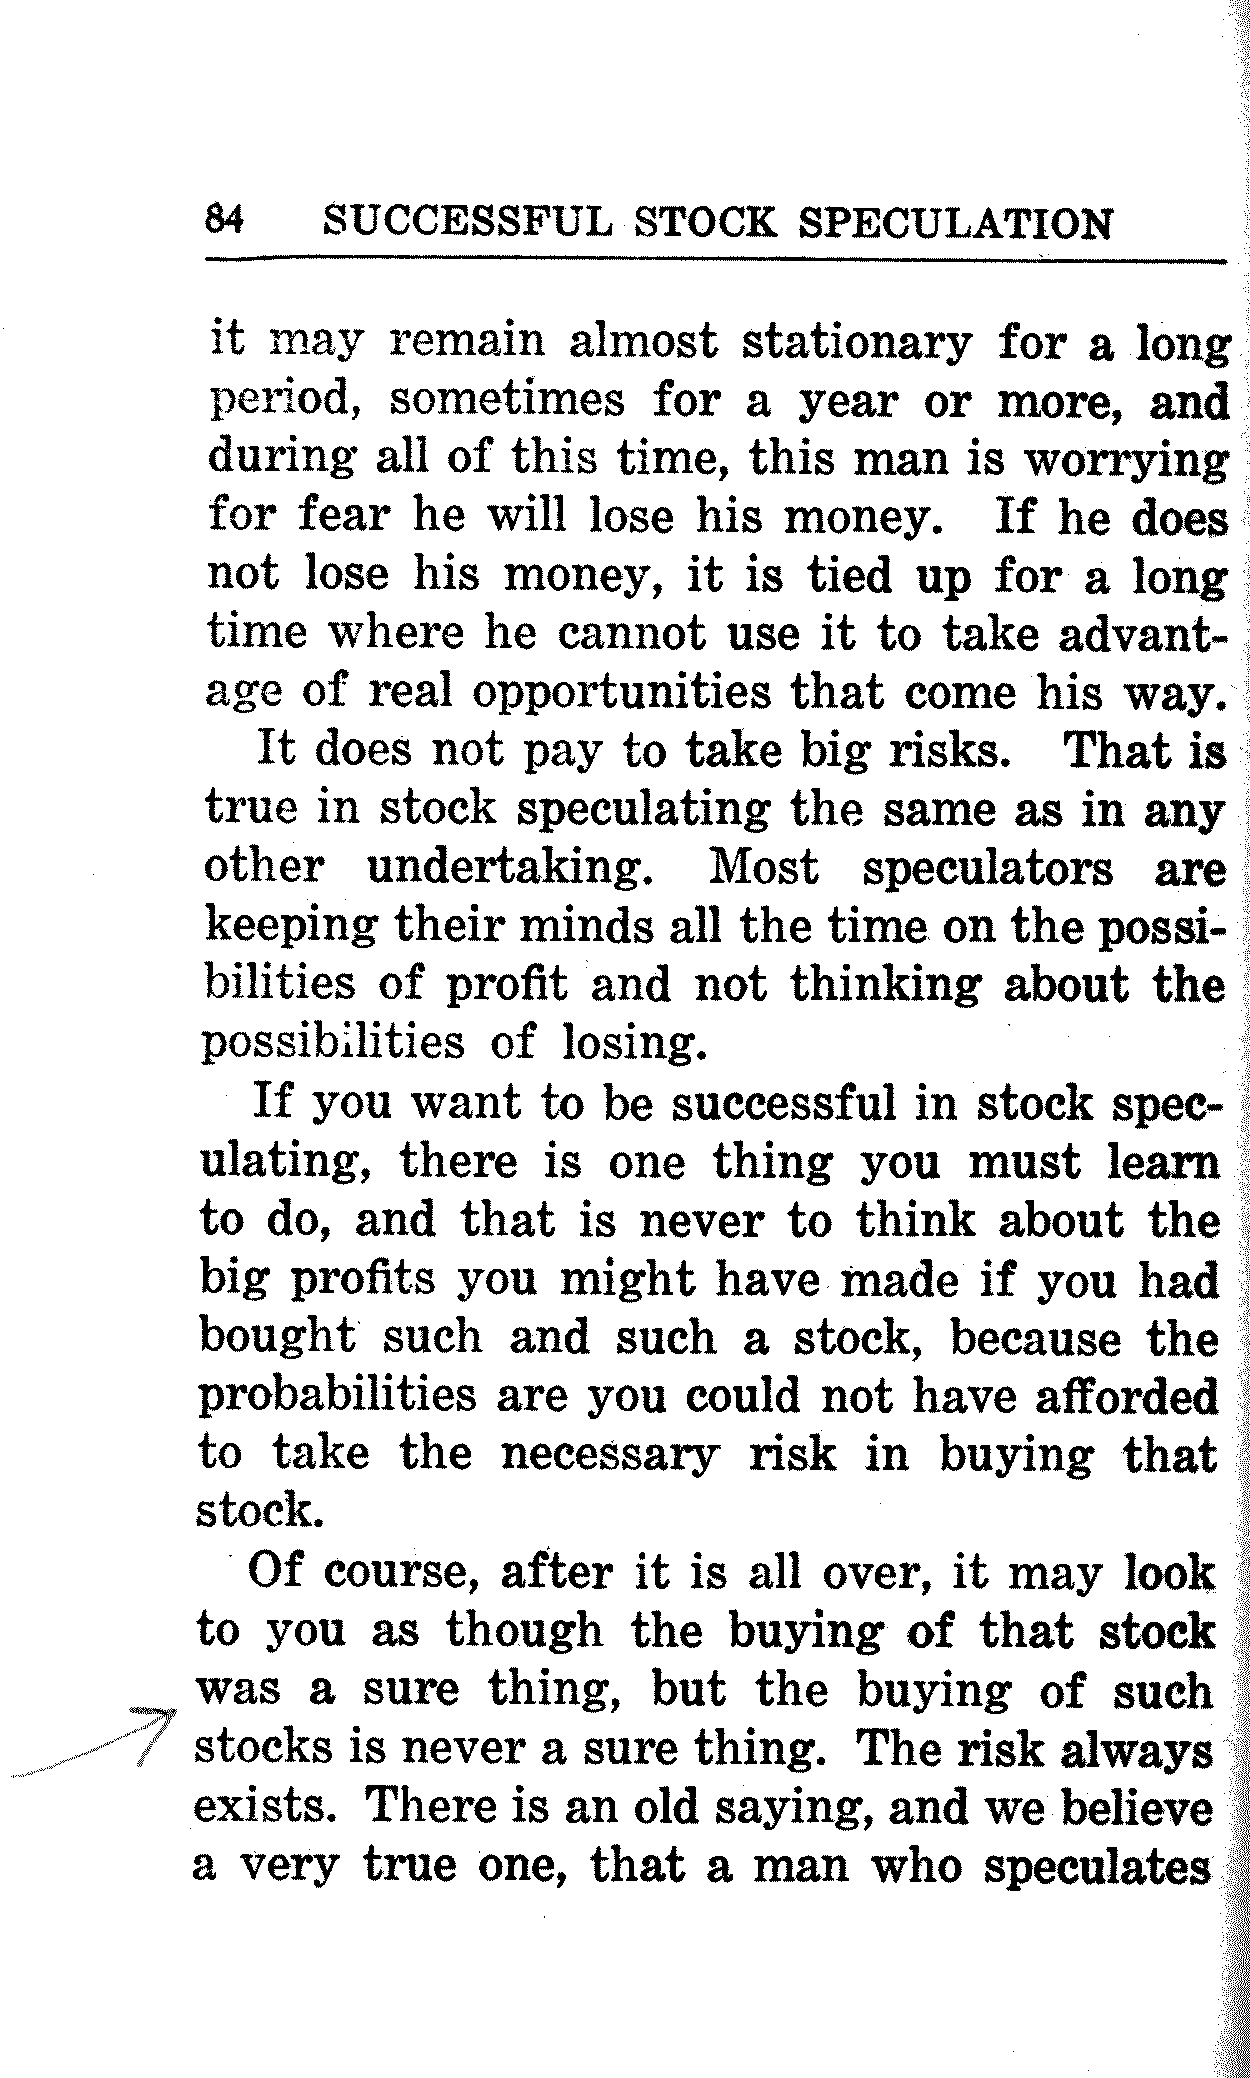 84 SUCCESSFUL STOCK SPECULATION
it may remain almost stationary for a long
period, sometimes for a year or more, and
during all of this time, this man is worrying
for fear he will lose his money. If he does
not lose his money, it is tied up for a long
time where he cannot use it to take advant-
age of real opportunities that come his way.
It does not pay to take big risks. That is
true in stock speculating the same as in any
other undertaking. Most speculators are
keeping their minds all the time on the possi-
bilities of profit and not thinking about the
possibilities of losing.
If you want to be successful in stock spec-
ulating, there is one thing you must learn
to do, and that is never to think about the
big profits you might have made if you had
bought such and such a stock, because the
probabilities are you could not have afforded
to take the necessary risk in buying that
stock.
Of course, after it is all over, it may look
to you as though the buying of that stock
was a sure thing, but the buying of such
stocks is never a sure thing. The risk always
exists. There is an old saying, and we believe
a very true one, that a man who speculates